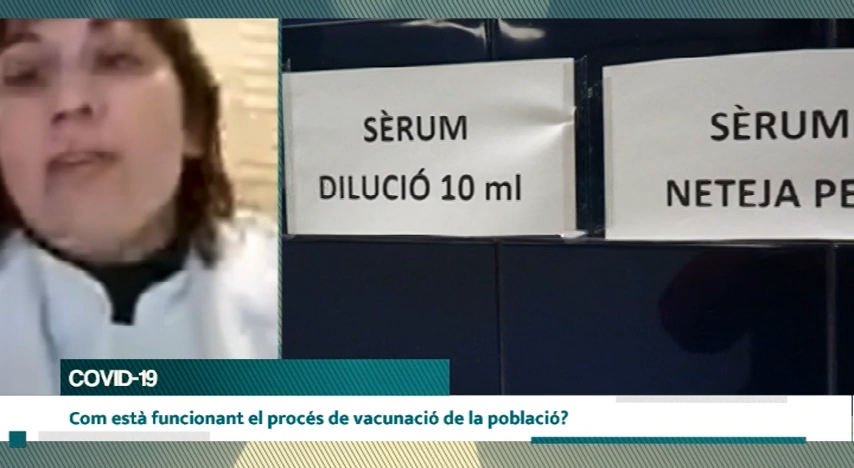 SÈRUM
DILUCIÓ 10 ml
SÈRUM
NETEJA PE
COVID-19
Com està funcionant el procés de vacunació de la població?